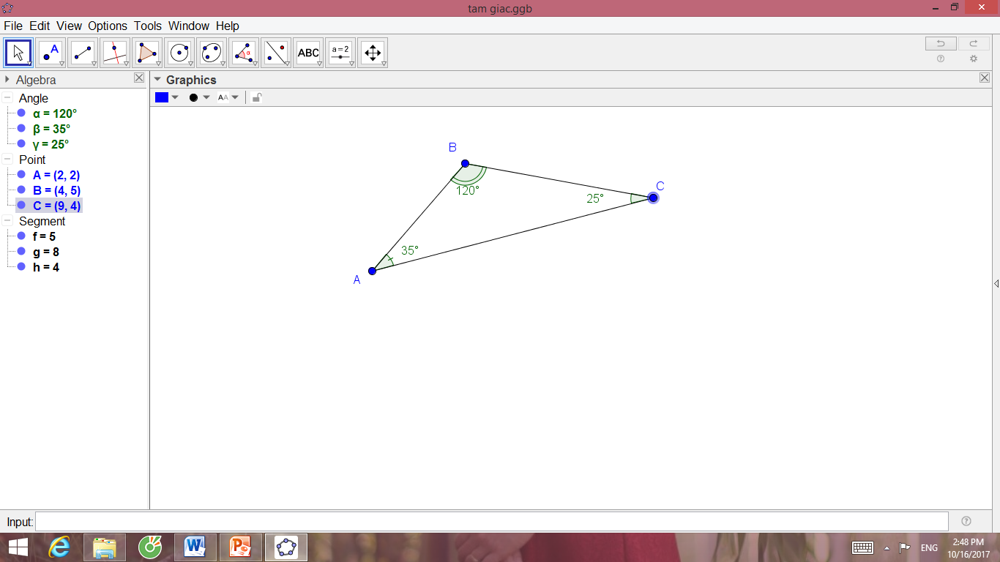 tam giac.ggb
File Edit View Options Tools Window Help
A
α
ABC
a = 2
Algebra
Graphics
AA
Angle
α = 120°
β = 35°
γ = 25°
Point
A = (2, 2)
B = (4, 5)
C = (9, 4)
Segment
f = 5
g = 8
h = 4
B
120°
C
25°
35°
A
Input:
ENG
2:48 PM
10/16/2017